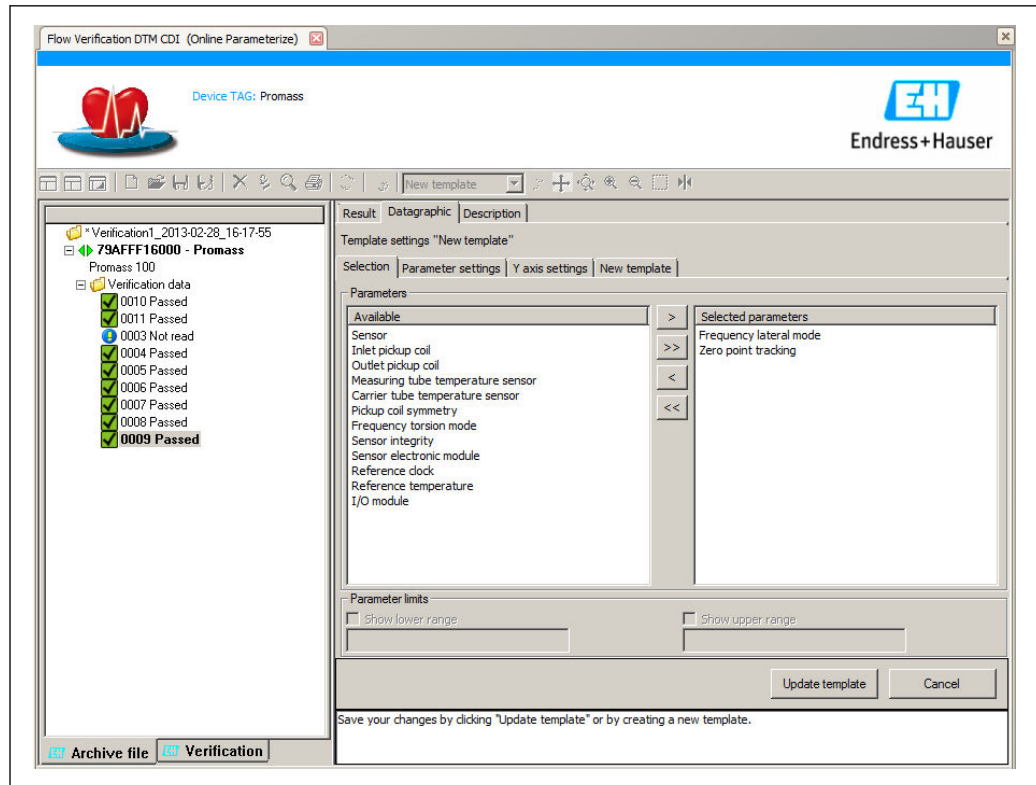 Flow Verification DTM CDI (Online Parameterize)
Device TAG: Promass
EH
Endress+Hauser
New template
*Verification1_2013-02-28_16-17-55
79AFFF16000 - Promass
Promass 100
Verification data
0010 Passed
0011 Passed
0003 Not read
0004 Passed
0005 Passed
0006 Passed
0007 Passed
0008 Passed
0009 Passed
Archive file
Verification
Result
Datagraphic
Description
Template settings "New template"
Selection
Parameter settings
Y axis settings
New template
Parameters
Available
Sensor
Inlet pickup coil
Outlet pickup coil
Measuring tube temperature sensor
Carrier tube temperature sensor
Pickup coil symmetry
Frequency torsion mode
Sensor integrity
Sensor electronic module
Reference clock
Reference temperature
I/O module
>
>>
<
<<
Selected parameters
Frequency lateral mode
Zero point tracking
Parameter limits
Show lower range
Show upper range
Update template
Cancel
Save your changes by clicking "Update template" or by creating a new template.